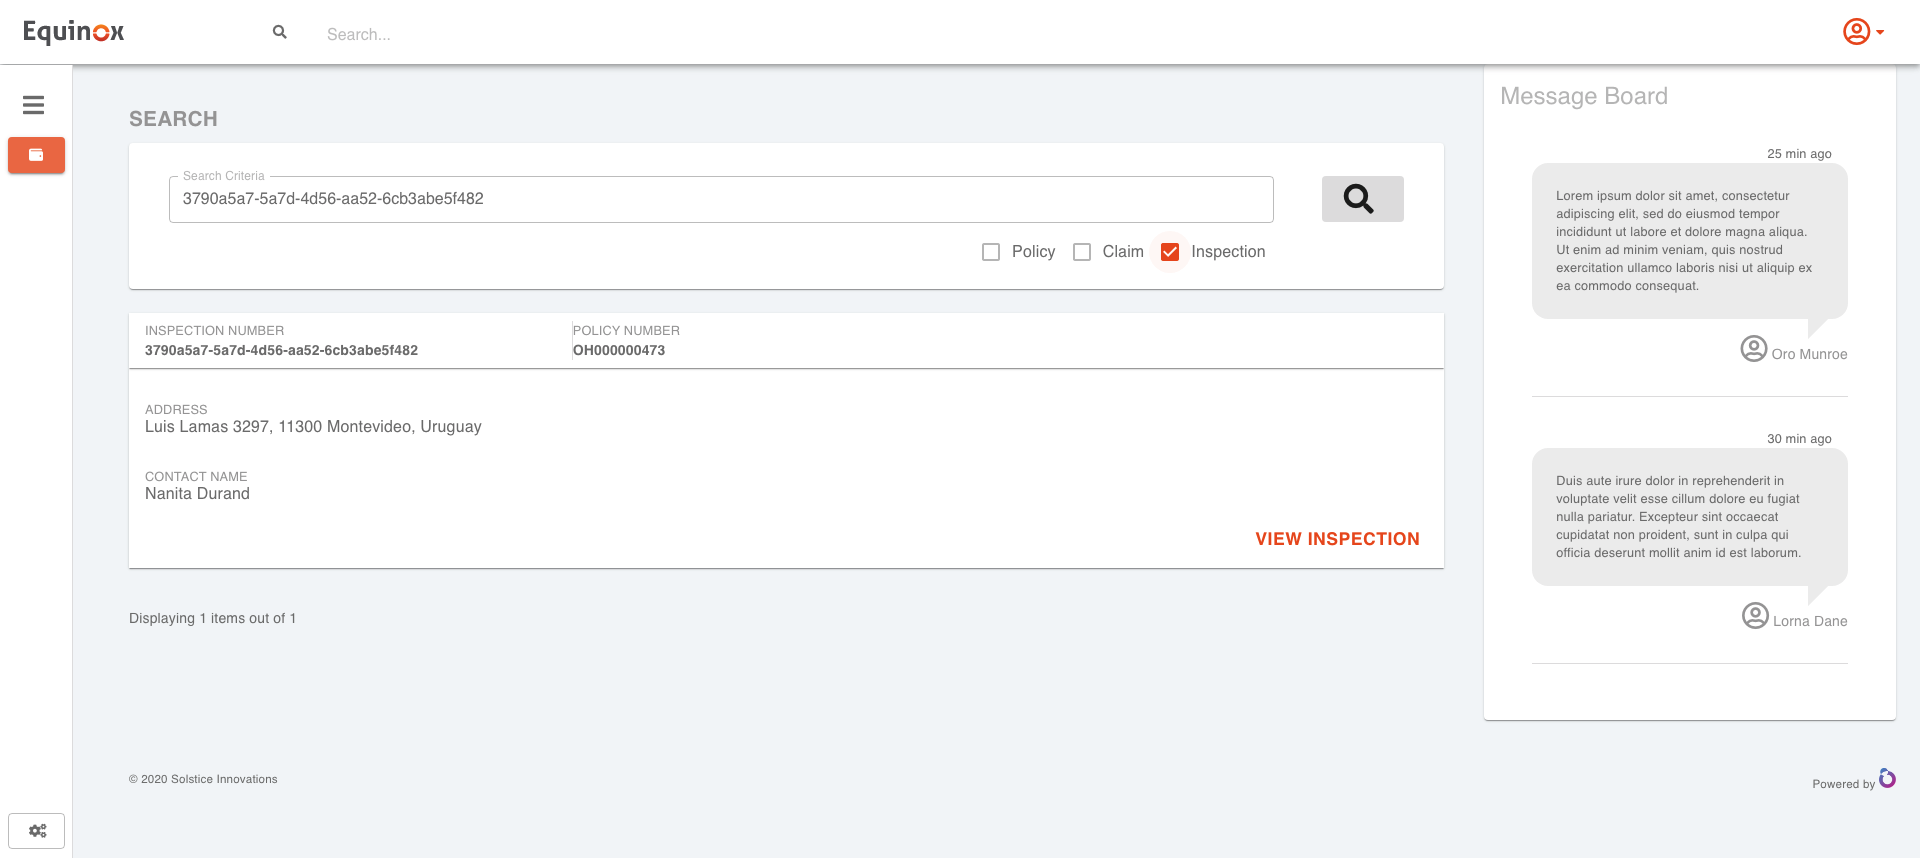 Equinox
Search...
SEARCH
Search Criteria
3790a5a7-5a7d-4d56-aa52-6cb3abe5f482
Policy
Claim
Inspection
INSPECTION NUMBER
3790a5a7-5a7d-4d56-aa52-6cb3abe5f482
POLICY NUMBER
OH000000473
ADDRESS
Luis Lamas 3297, 11300 Montevideo, Uruguay
CONTACT NAME
Nanita Durand
VIEW INSPECTION
Displaying 1 items out of 1
Message Board
25 min ago
Lorem ipsum dolor sit amet, consectetur
adipiscing elit, sed do eiusmod tempor
incididunt ut labore et dolore magna aliqua.
Ut enim ad minim veniam, quis nostrud
exercitation ullamco laboris nisi ut aliquip ex
ea commodo consequat.
Oro Munroe
30 min ago
Duis aute irure dolor in reprehenderit in
voluptate velit esse cillum dolore eu fugiat
nulla pariatur. Excepteur sint occaecat
cupidatat non proident, sunt in culpa qui
officia deserunt mollit anim id est laborum.
Lorna Dane
© 2020 Solstice Innovations
Powered by